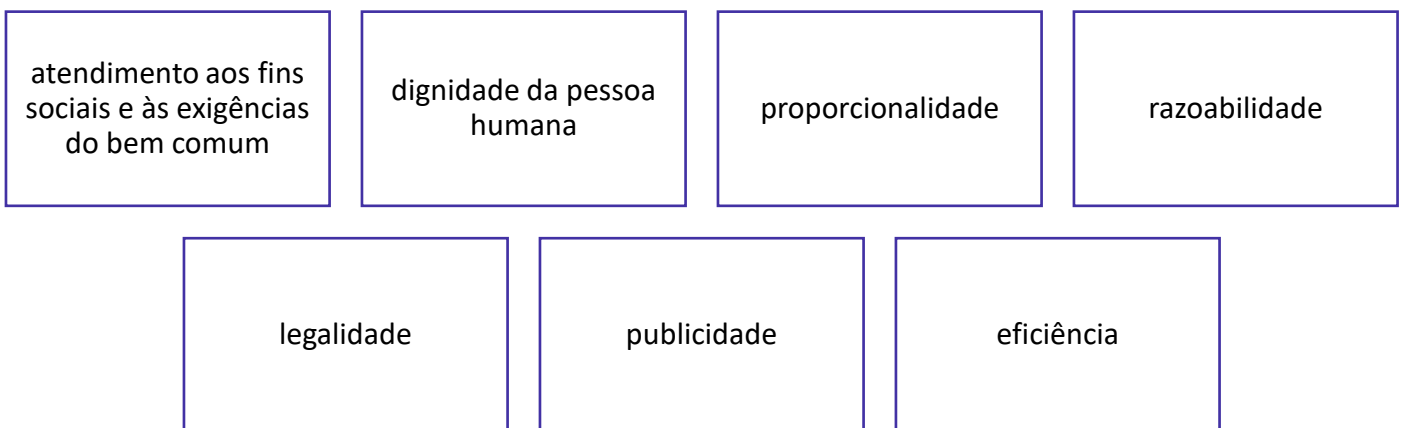 atendimento aos fins
sociais e às exigências
do bem comum
dignidade da pessoa
humana
proporcionalidade
razoabilidade
legalidade
publicidade
eficiência